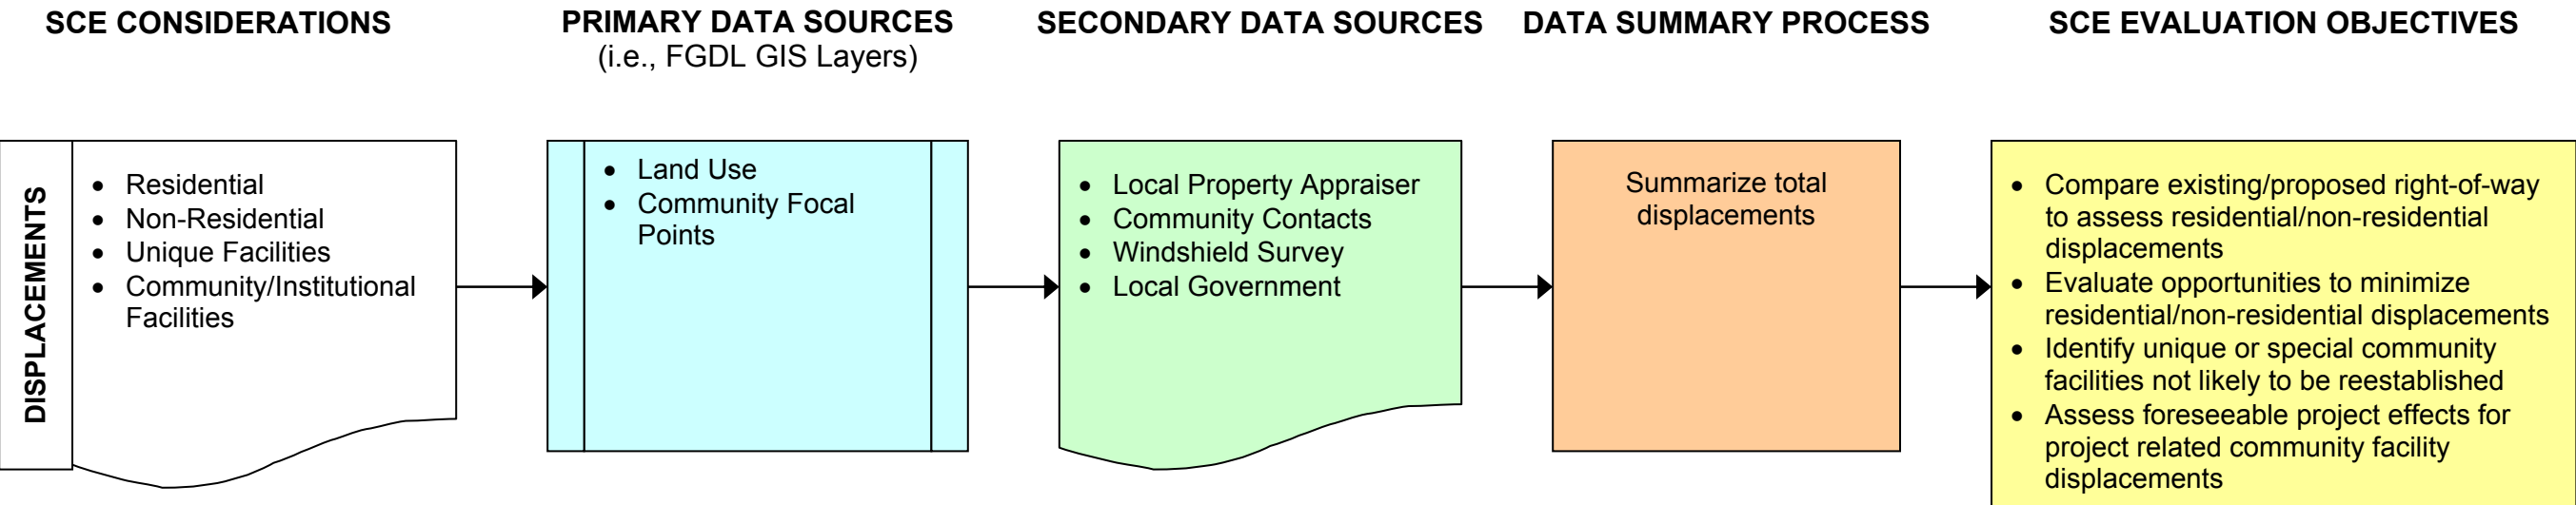 SCE CONSIDERATIONS
PRIMARY DATA SOURCES
(i.e., FGDL GIS Layers)
SECONDARY DATA SOURCES
DATA SUMMARY PROCESS
SCE EVALUATION OBJECTIVES
DISPLACEMENTS
• Residential
• Non-Residential
• Unique Facilities
• Community/Institutional
Facilities
• Land Use
• Community Focal
Points
• Local Property Appraiser
• Community Contacts
• Windshield Survey
• Local Government
Summarize total
displacements
• Compare existing/proposed right-of-way
to assess residential/non-residential
displacements
• Evaluate opportunities to minimize
residential/non-residential displacements
• Identify unique or special community
facilities not likely to be reestablished
• Assess foreseeable project effects for
project related community facility
displacements